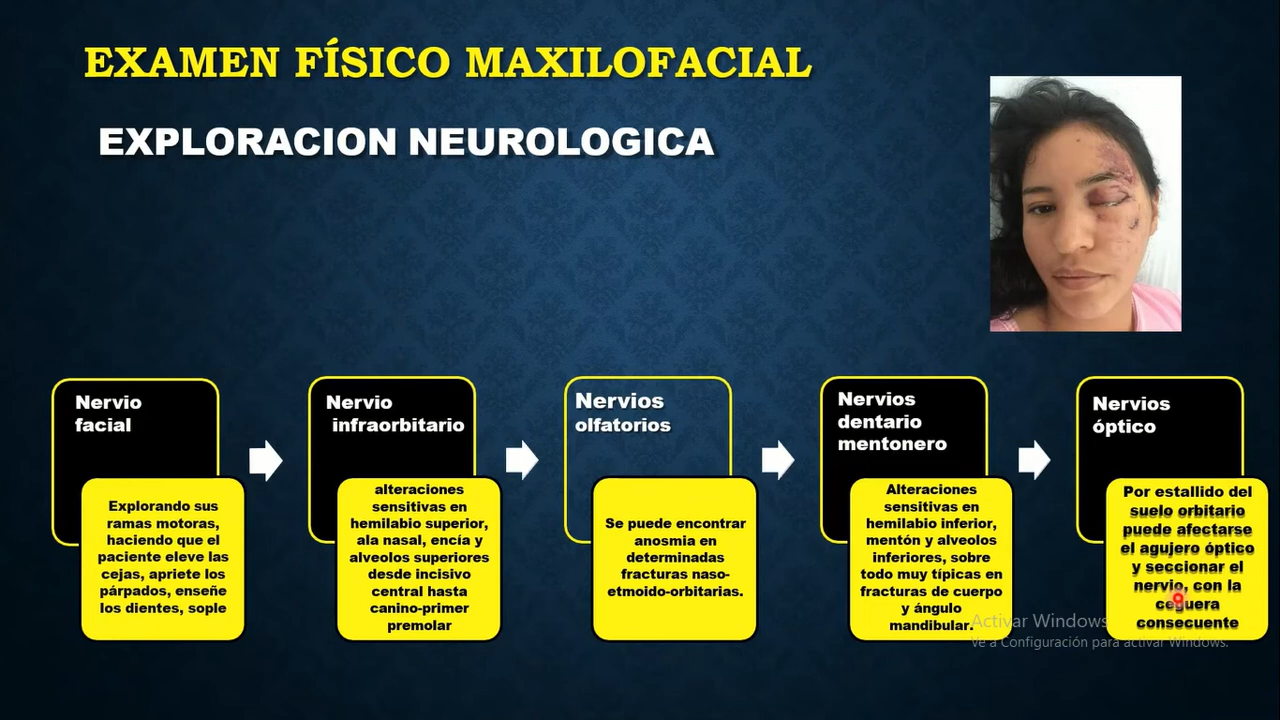 EXAMEN FÍSICO MAXILOFACIAL
EXPLORACION NEUROLOGICA
Nervio
facial
Explorando sus
ramas motoras,
haciendo que el
paciente eleve las
cejas, apriete los
párpados, enseñe
los dientes, sople
Nervio
infraorbitario
alteraciones
sensitivas en
hemilabio superior,
ala nasal, encía y
alveolos superiores
desde incisivo
central hasta
canino-primer
premolar
Nervios
olfatorios
Se puede encontrar
anosmia en
determinadas
fracturas naso-
etmoido-orbitarias.
Nervios
dentario
mentonero
Alteraciones
sensitivas en
hemilabio inferior,
mentón y alveolos
inferiores, sobre
todo muy típicas en
fracturas de cuerpo
y ángulo
mandibular.
Nervios
óptico
Por estallido del
suelo orbitario
puede afectarse
el agujero óptico
y seccionar el
nervio, con la
ceguera
consecuente
Activar Windows
Ve a Configuración para activar Windows.